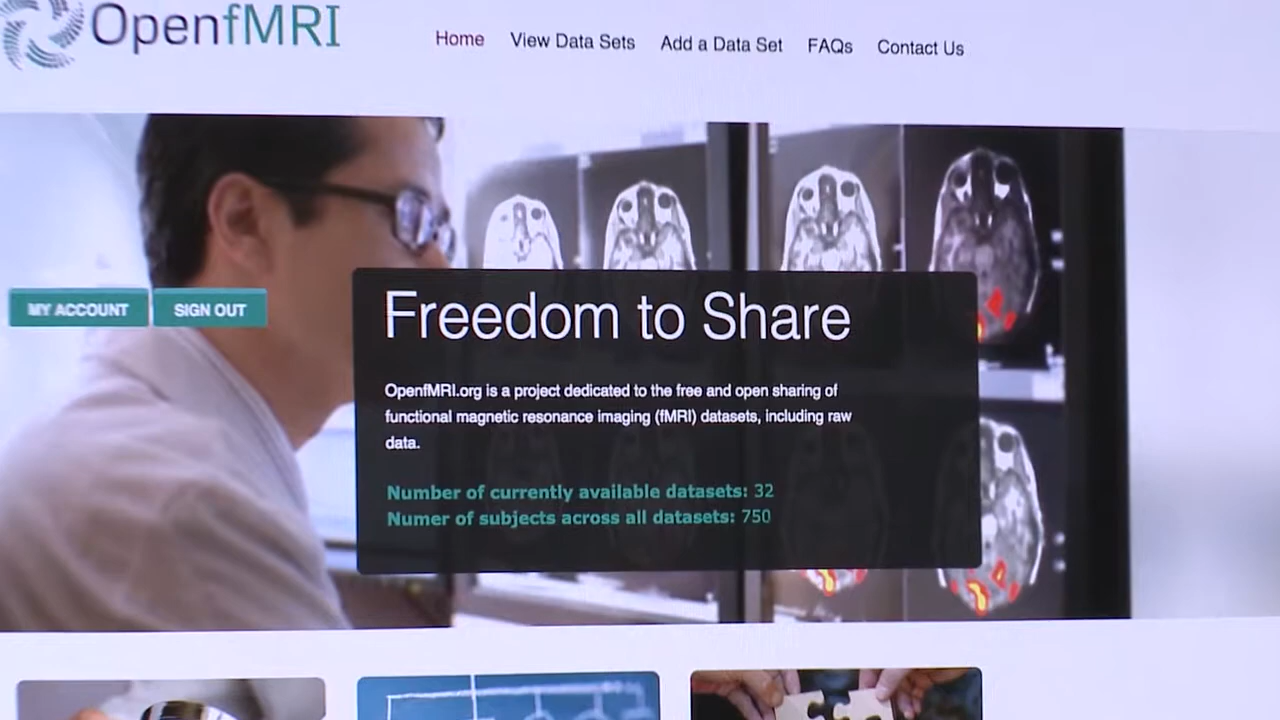 OpenfMRI
Home View Data Sets Add a Data Set FAQs Contact Us
MY ACCOUNT SIGN OUT
Freedom to Share
OpenfMRI.org is a project dedicated to the free and open sharing of
functional magnetic resonance imaging (fMRI) datasets, including raw
data.
Number of currently available datasets: 32
Numer of subjects across all datasets: 750